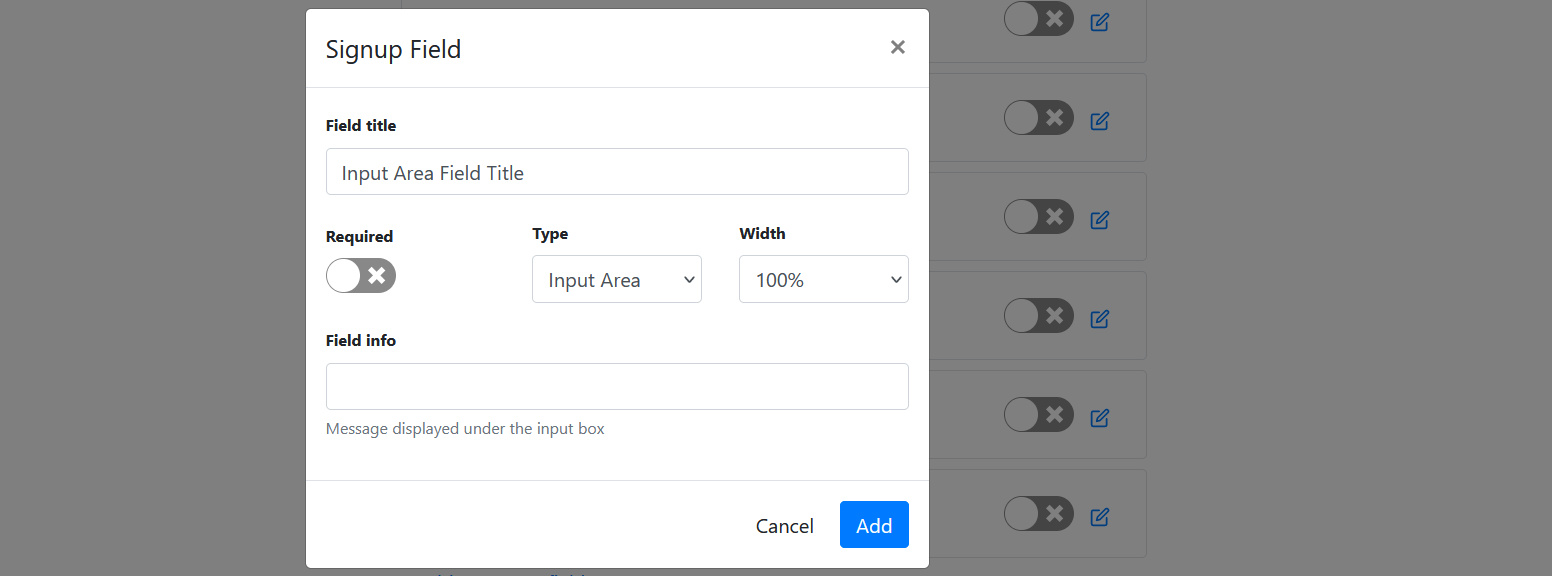 Signup Field
Field title
Input Area Field Title
Required Type Width
Input Area 100%
Field info
Message displayed under the input box
Cancel Add